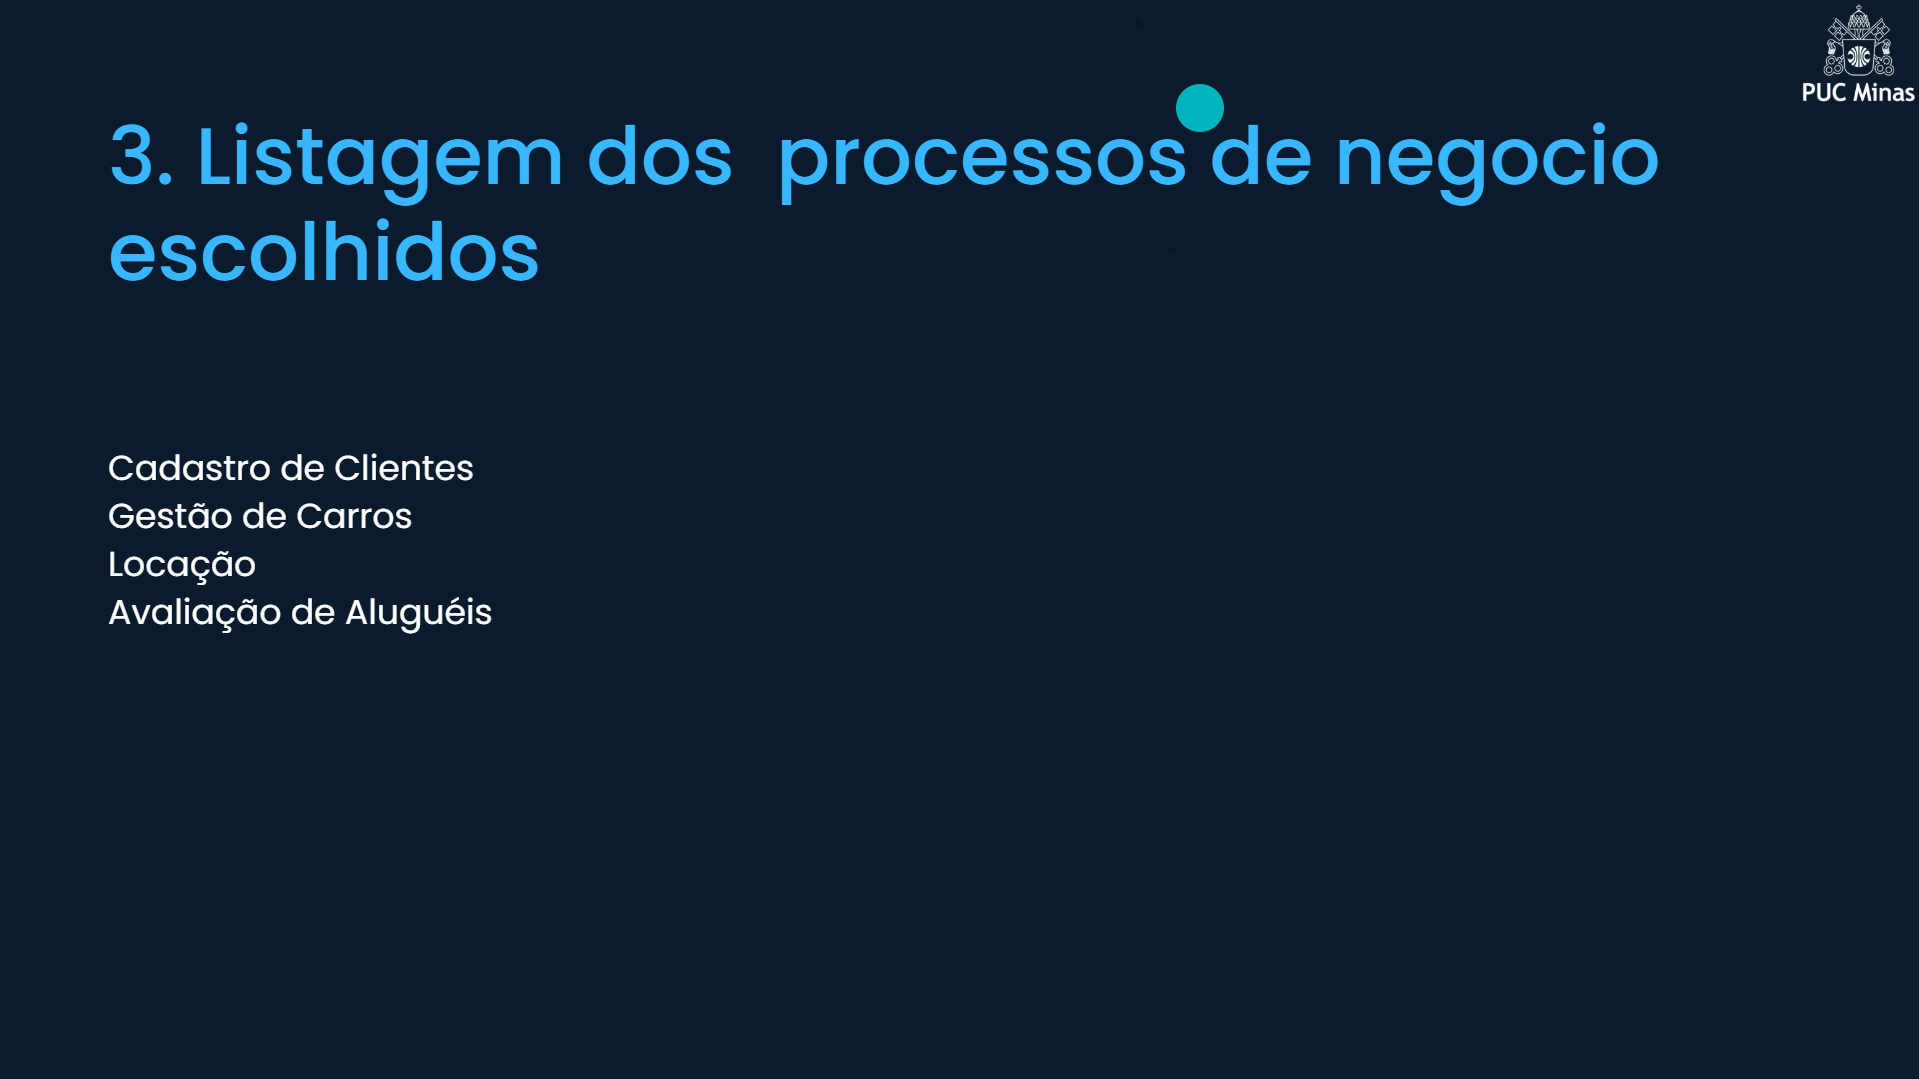 PUC Minas
3. Listagem dos  processos de negocio
escolhidos
Cadastro de Clientes
Gestão de Carros
Locação
Avaliação de Aluguéis